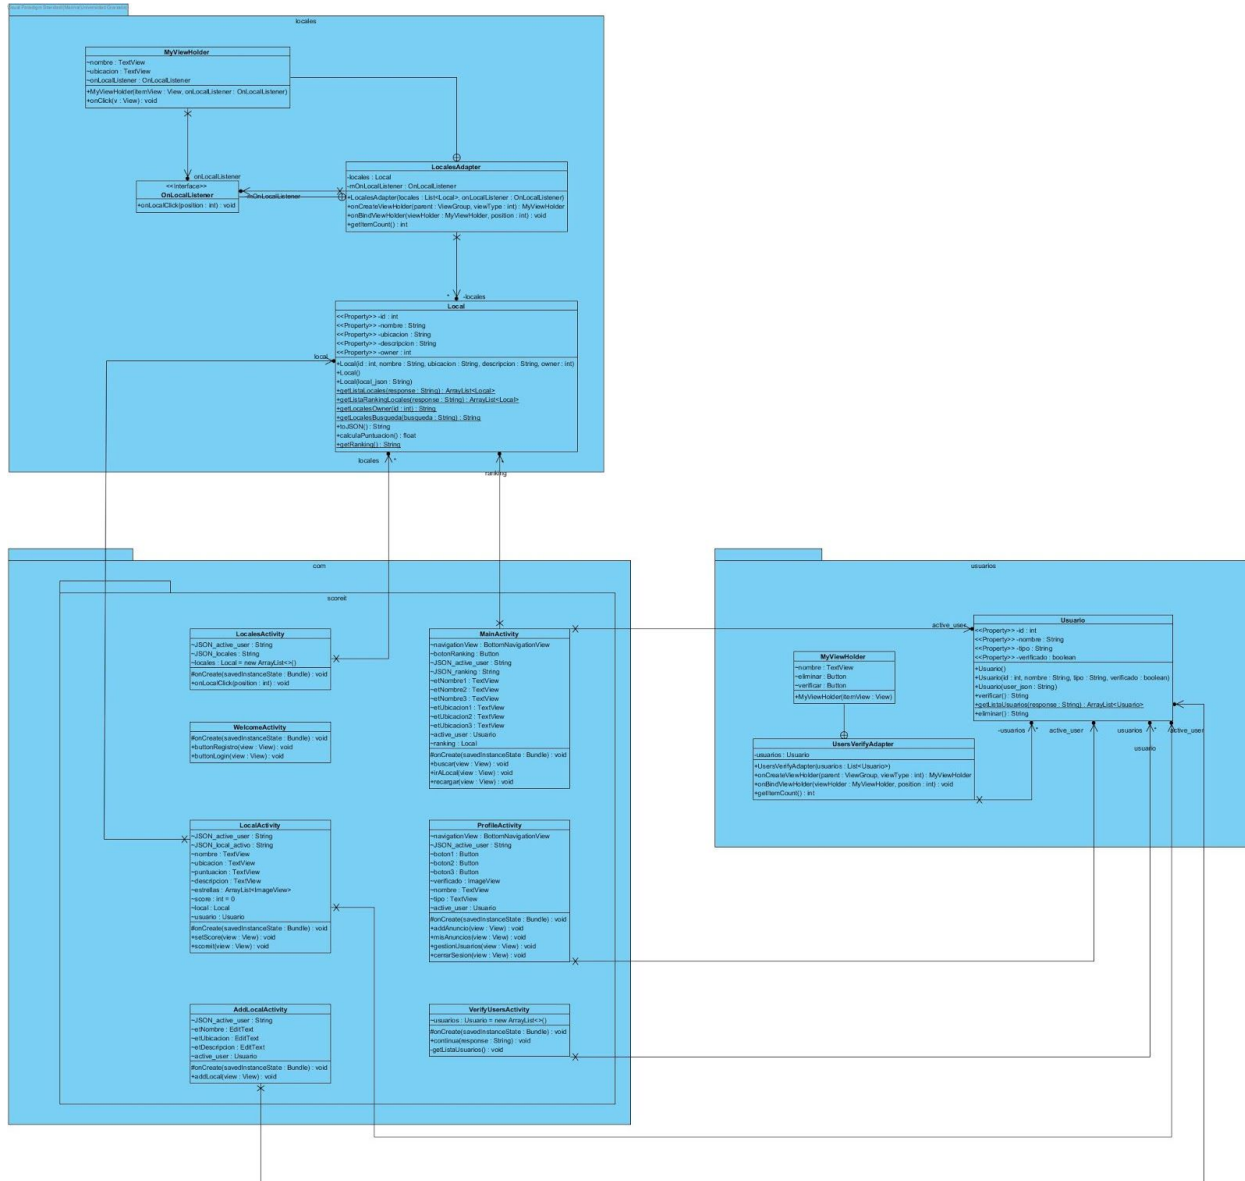 locales
MyViewHolder
~nombre : TextView
~ubicacion : TextView
~onLocalListener : OnLocalListener
+MyViewHolder(itemView : View, onLocalListener : OnLocalListener)
+onClick(v : View) : void
onLocalListener
<<Interface>>
OnLocalListener
+onLocalClick(position : int) : void
-mOnLocalListener
LocalesAdapter
-locales : Local
-mOnLocalListener : OnLocalListener
+LocalesAdapter(locales : List<Local>, onLocalListener : OnLocalListener)
+onCreateViewHolder(parent : ViewGroup, viewType : int) : MyViewHolder
+onBindViewHolder(viewHolder : MyViewHolder, position : int) : void
+getItemCount() : int
* -locales
Local
<<Property>> -id : int
<<Property>> -nombre : String
<<Property>> -ubicacion : String
<<Property>> -descripcion : String
<<Property>> -owner : int
local
+Local(id : int, nombre : String, ubicacion : String, descripcion : String, owner : int)
+Local()
+Local(local_json : String)
+getListaLocales(response : String) : ArrayList<Local>
+getListaRankingLocales(response : String) : ArrayList<Local>
+getLocalesOwner(id : int) : String
+getLocalesBusqueda(busqueda : String) : String
+toJSON() : String
+calculaPuntuacion() : float
+getRanking() : String
locales *
ranking
com
scoreit
LocalesActivity
~JSON_active_user : String
~JSON_locales : String
~locales : Local = new ArrayList<>()
#onCreate(savedInstanceState : Bundle) : void
+onLocalClick(position : int) : void
MainActivity
~navigationView : BottomNavigationView
~botonRanking : Button
~JSON_active_user : String
~JSON_ranking : String
~etNombre1 : TextView
~etNombre2 : TextView
~etNombre3 : TextView
~etUbicacion1 : TextView
~etUbicacion2 : TextView
~etUbicacion3 : TextView
~active_user : Usuario
~ranking : Local
#onCreate(savedInstanceState : Bundle) : void
+buscar(view : View) : void
+irALocal(view : View) : void
+recargar(view : View) : void
WelcomeActivity
#onCreate(savedInstanceState : Bundle) : void
+buttonRegistro(view : View) : void
+buttonLogin(view : View) : void
LocalActivity
~JSON_active_user : String
~JSON_local_activo : String
~nombre : TextView
~ubicacion : TextView
~puntuacion : TextView
~descripcion : TextView
~estrellas : ArrayList<ImageView>
~score : int = 0
~local : Local
~usuario : Usuario
#onCreate(savedInstanceState : Bundle) : void
+setScore(view : View) : void
+scoreit(view : View) : void
ProfileActivity
~navigationView : BottomNavigationView
~JSON_active_user : String
~boton1 : Button
~boton2 : Button
~boton3 : Button
~verificado : ImageView
~nombre : TextView
~tipo : TextView
~active_user : Usuario
#onCreate(savedInstanceState : Bundle) : void
+addAnuncio(view : View) : void
+misAnuncios(view : View) : void
+gestionUsuarios(view : View) : void
+cerrarSesion(view : View) : void
AddLocalActivity
~JSON_active_user : String
~etNombre : EditText
~etUbicacion : EditText
~etDescripcion : EditText
~active_user : Usuario
#onCreate(savedInstanceState : Bundle) : void
+addLocal(view : View) : void
VerifyUsersActivity
~usuarios : Usuario = new ArrayList<>()
#onCreate(savedInstanceState : Bundle) : void
+continua(response : String) : void
-getListaUsuarios() : void
usuarios
active_user
Usuario
<<Property>> -id : int
<<Property>> -nombre : String
<<Property>> -tipo : String
<<Property>> -verificado : boolean
+Usuario()
+Usuario(id : int, nombre : String, tipo : String, verificado : boolean)
+Usuario(user_json : String)
+verificar() : String
+getListaUsuarios(response : String) : ArrayList<Usuario>
+eliminar() : String
MyViewHolder
~nombre : TextView
~eliminar : Button
~verificar : Button
+MyViewHolder(itemView : View)
-usuarios * active_user usuarios * active_user
usuario
UsersVerifyAdapter
-usuarios : Usuario
+UsersVerifyAdapter(usuarios : List<Usuario>)
+onCreateViewHolder(parent : ViewGroup, viewType : int) : MyViewHolder
+onBindViewHolder(viewHolder : MyViewHolder, position : int) : void
+getItemCount() : int